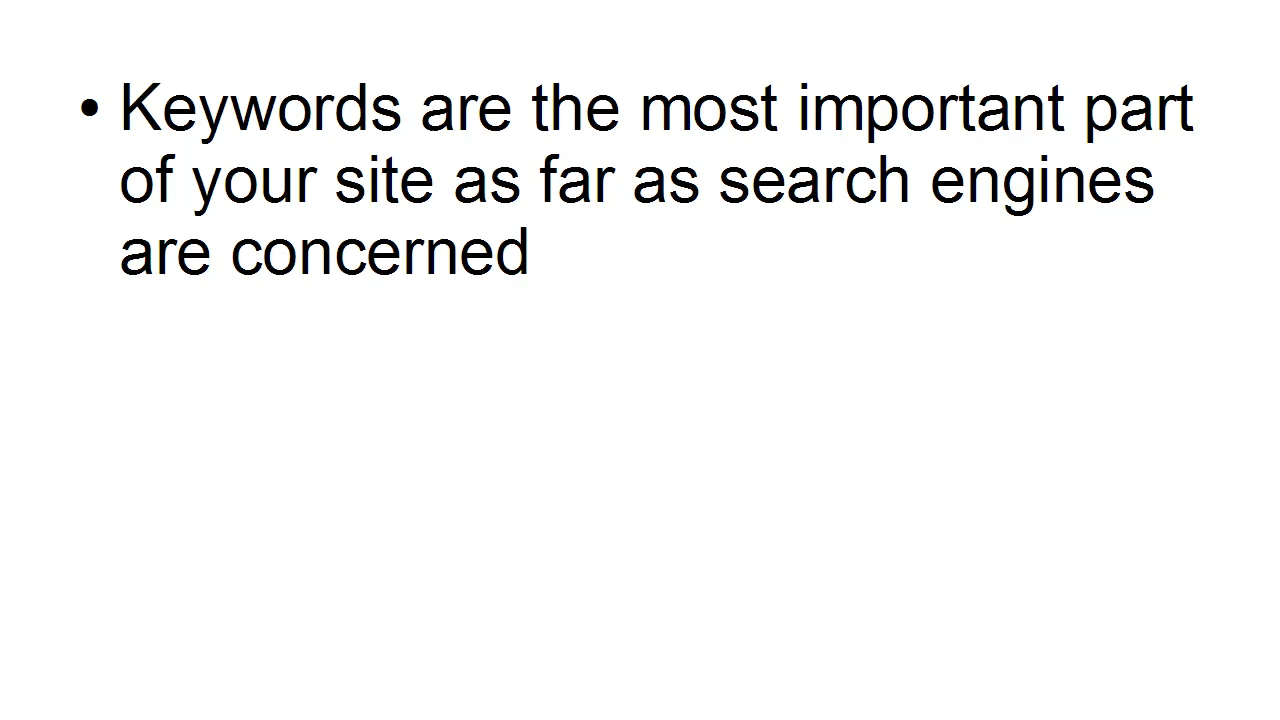 • Keywords are the most important part
of your site as far as search engines
are concerned